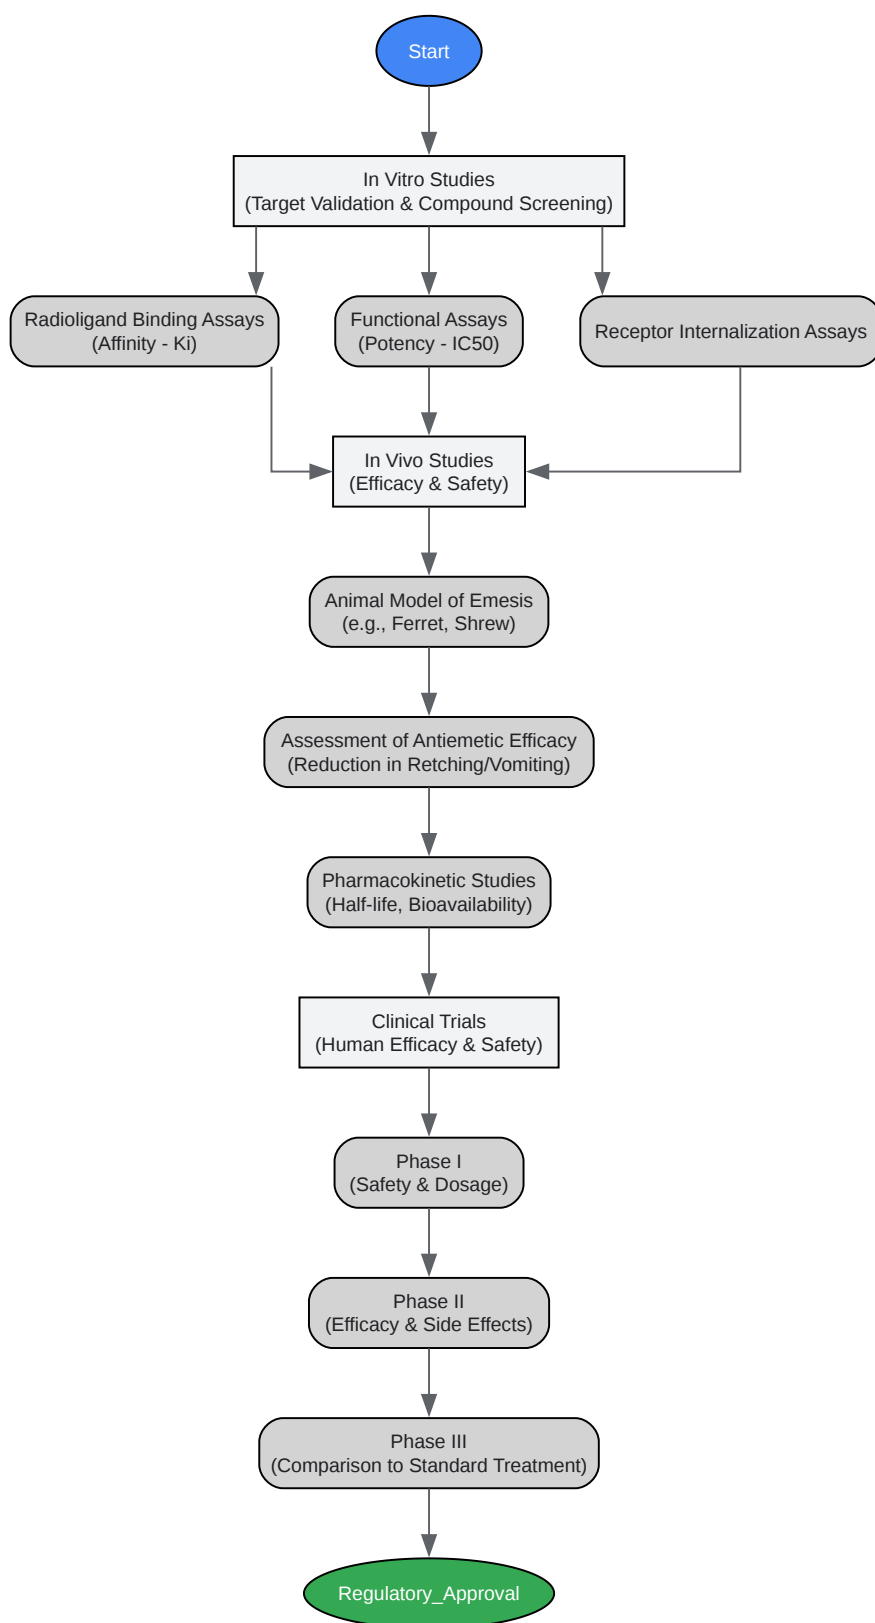 Start
In Vitro Studies
(Target Validation & Compound Screening)
Radioligand Binding Assays
(Affinity - Ki)
Functional Assays
(Potency - IC50)
Receptor Internalization Assays
In Vivo Studies
(Efficacy & Safety)
Animal Model of Emesis
(e.g., Ferret, Shrew)
Assessment of Antiemetic Efficacy
(Reduction in Retching/Vomiting)
Pharmacokinetic Studies
(Half-life, Bioavailability)
Clinical Trials
(Human Efficacy & Safety)
Phase I
(Safety & Dosage)
Phase II
(Efficacy & Side Effects)
Phase III
(Comparison to Standard Treatment)
Regulatory_Approval